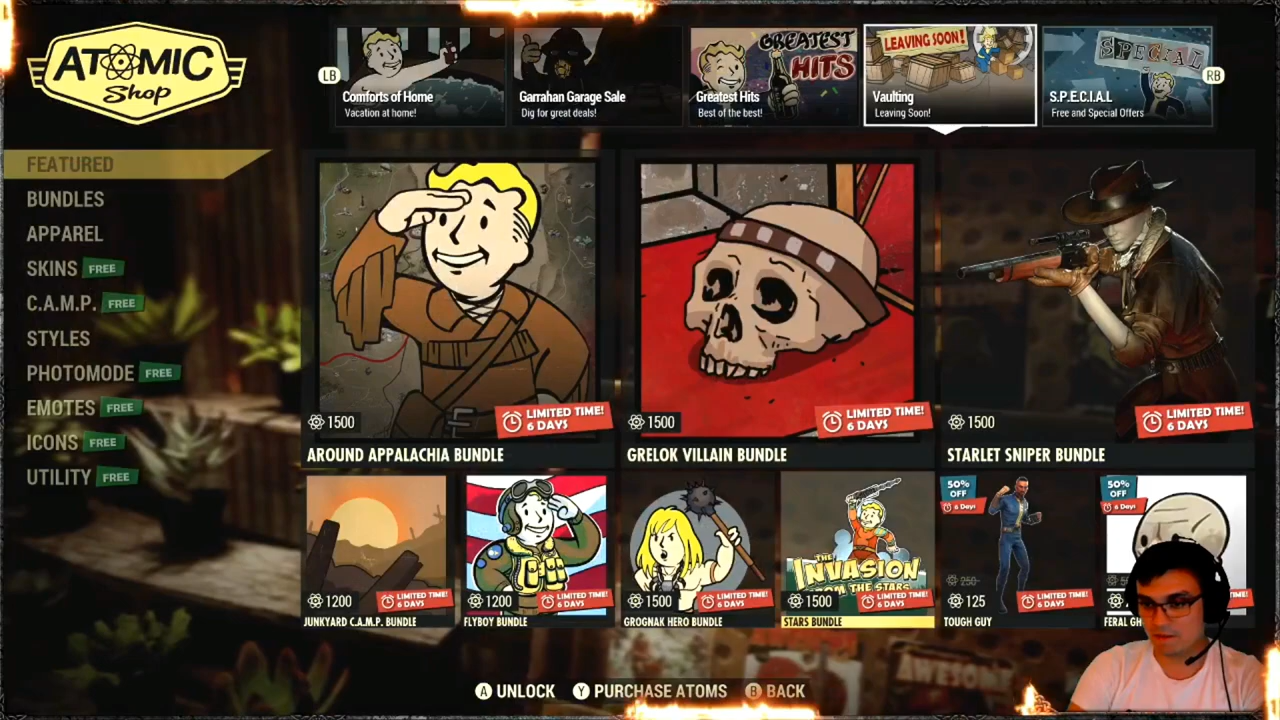 ATOMIC
Shop
LB
Comforts of Home
Vacation at home!
Garrahan Garage Sale
Dig for great deals!
GREATEST
HITS
Greatest Hits
Best of the best!
LEAVING SOON!
Vaulting
Leaving Soon!
SPECIAL
S.P.E.C.I.A.L
Free and Special Offers
RB
FEATURED
BUNDLES
APPAREL
SKINS FREE
C.A.M.P. FREE
STYLES
PHOTOMODE FREE
EMOTES FREE
ICONS FREE
UTILITY FREE
1500
LIMITED TIME!
6 DAYS
AROUND APPALACHIA BUNDLE
1500
LIMITED TIME!
6 DAYS
GRELOK VILLAIN BUNDLE
1500
LIMITED TIME!
6 DAYS
STARLET SNIPER BUNDLE
1200
LIMITED TIME!
6 DAYS
JUNKYARD C.A.M.P. BUNDLE
1200
LIMITED TIME!
6 DAYS
FLYBOY BUNDLE
1500
LIMITED TIME!
6 DAYS
GROGNAK HERO BUNDLE
THE
INVASION
FROM THE STARS
1500
LIMITED TIME!
6 DAYS
STARS BUNDLE
50%
OFF
6 Days
250
125
LIMITED TIME!
6 DAYS
TOUGH GUY
50%
OFF
6 Days
FERAL GH
AWESOME
A UNLOCK
Y PURCHASE ATOMS
B BACK